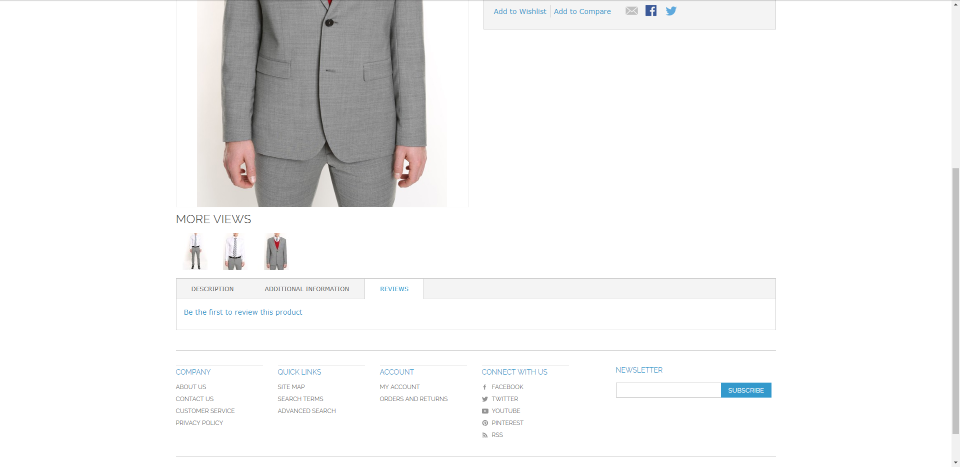 Add to Wishlist
Add to Compare
MORE VIEWS
DESCRIPTION
ADDITIONAL INFORMATION
REVIEWS
Be the first to review this product
COMPANY
ABOUT US
CONTACT US
CUSTOMER SERVICE
PRIVACY POLICY
QUICK LINKS
SITE MAP
SEARCH TERMS
ADVANCED SEARCH
ACCOUNT
MY ACCOUNT
ORDERS AND RETURNS
CONNECT WITH US
FACEBOOK
TWITTER
YOUTUBE
PINTEREST
RSS
NEWSLETTER
SUBSCRIBE